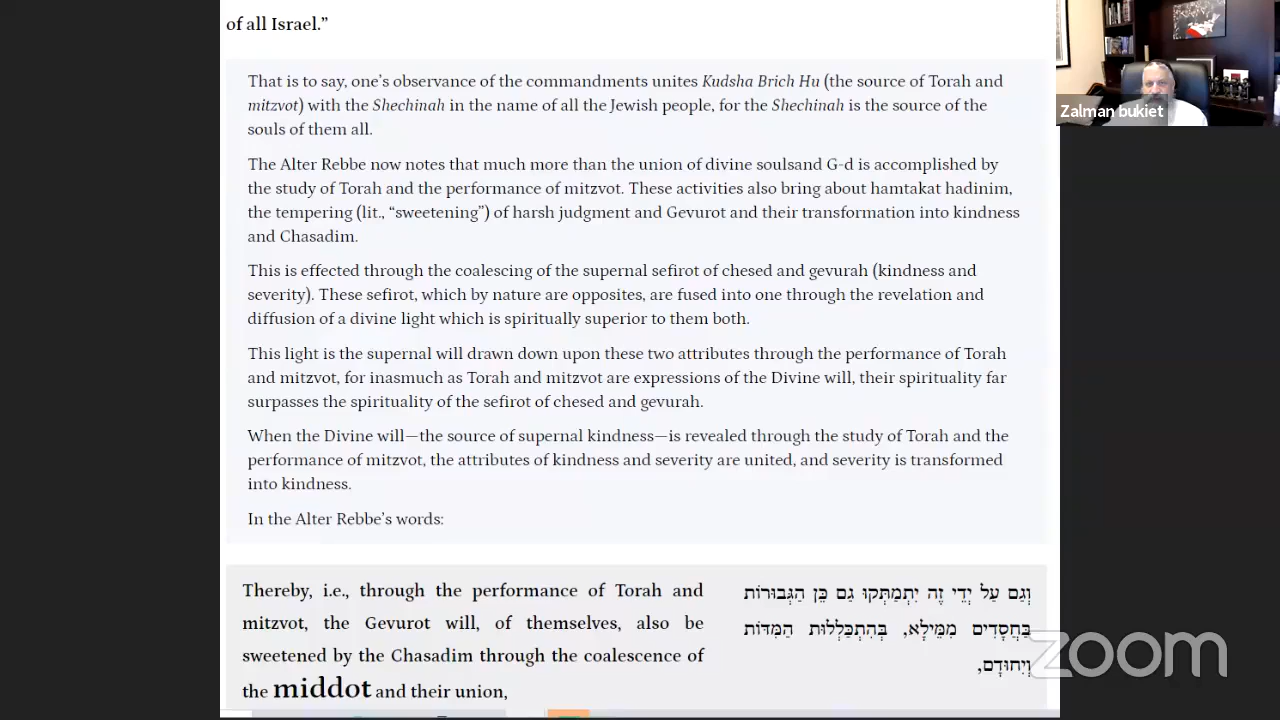 of all Israel.”
That is to say, one’s observance of the commandments unites Kudsha Brich Hu (the source of Torah and
mitzvot) with the Shechinah in the name of all the Jewish people, for the Shechinah is the source of the
souls of them all.
The Alter Rebbe now notes that much more than the union of divine soulsand G-d is accomplished by
the study of Torah and the performance of mitzvot. These activities also bring about hamtakat hadinim,
the tempering (lit., “sweetening”) of harsh judgment and Gevurot and their transformation into kindness
and Chasadim.
This is effected through the coalescing of the supernal sefirot of chesed and gevurah (kindness and
severity). These sefirot, which by nature are opposites, are fused into one through the revelation and
diffusion of a divine light which is spiritually superior to them both.
This light is the supernal will drawn down upon these two attributes through the performance of Torah
and mitzvot, for inasmuch as Torah and mitzvot are expressions of the Divine will, their spirituality far
surpasses the spirituality of the sefirot of chesed and gevurah.
When the Divine will—the source of supernal kindness—is revealed through the study of Torah and the
performance of mitzvot, the attributes of kindness and severity are united, and severity is transformed
into kindness.
In the Alter Rebbe’s words:
Thereby, i.e., through the performance of Torah and
mitzvot, the Gevurot will, of themselves, also be
sweetened by the Chasadim through the coalescence of
the middot and their union,
וְגַם עַל יְדֵי זֶה יִתְמַתְּקוּ גַם כֵּן הַגְּבוּרוֹת
בַּחֲסָדִים מִמֵּילָא, בְּהִתְכַּלְלוּת הַמִּדּוֹת
וְיִחוּדָם,
Zalman bukiet
zoom